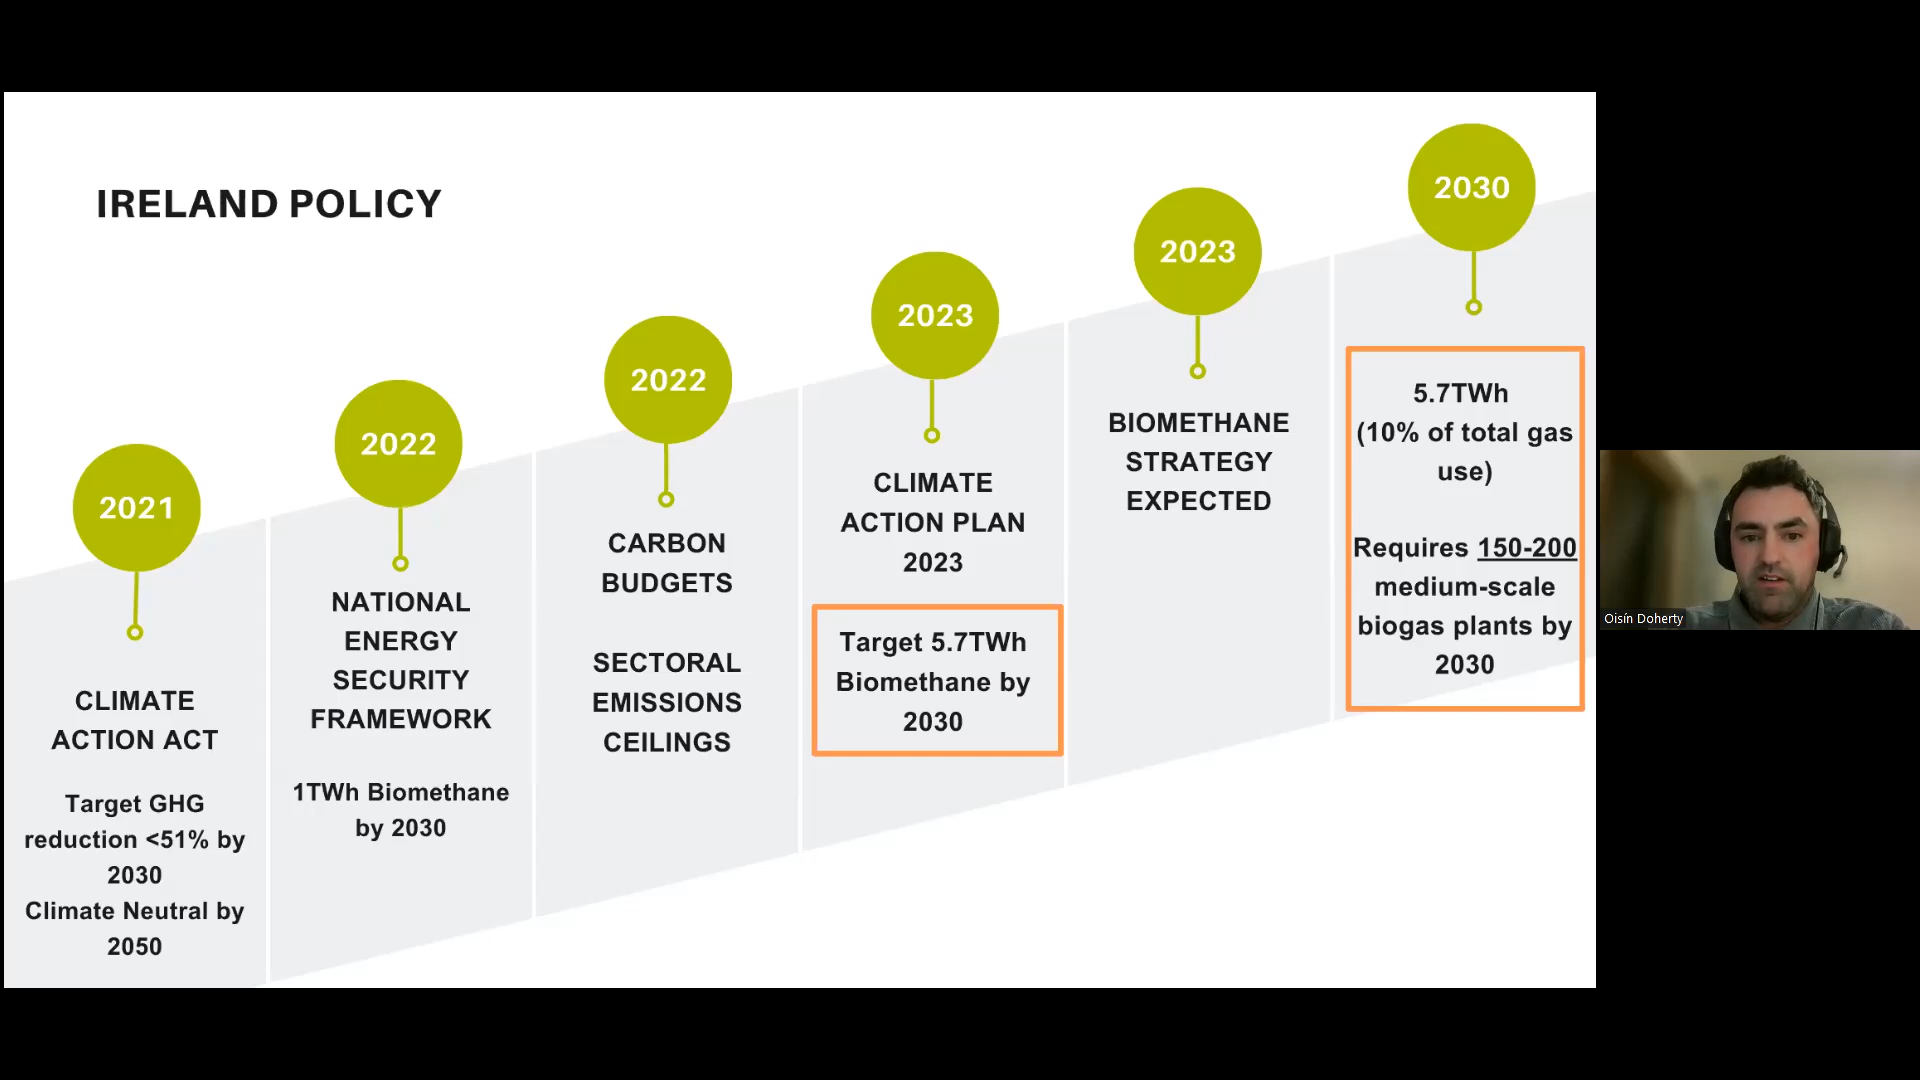 IRELAND POLICY
2021
CLIMATE
ACTION ACT
Target GHG
reduction <51% by
2030
Climate Neutral by
2050
2022
NATIONAL
ENERGY
SECURITY
FRAMEWORK
1TWh Biomethane
by 2030
2022
CARBON
BUDGETS
SECTORAL
EMISSIONS
CEILINGS
2023
CLIMATE
ACTION PLAN
2023
Target 5.7TWh
Biomethane by
2030
2023
BIOMETHANE
STRATEGY
EXPECTED
2030
5.7TWh
(10% of total gas
use)
Requires 150-200
medium-scale
biogas plants by
2030
Oisín Doherty